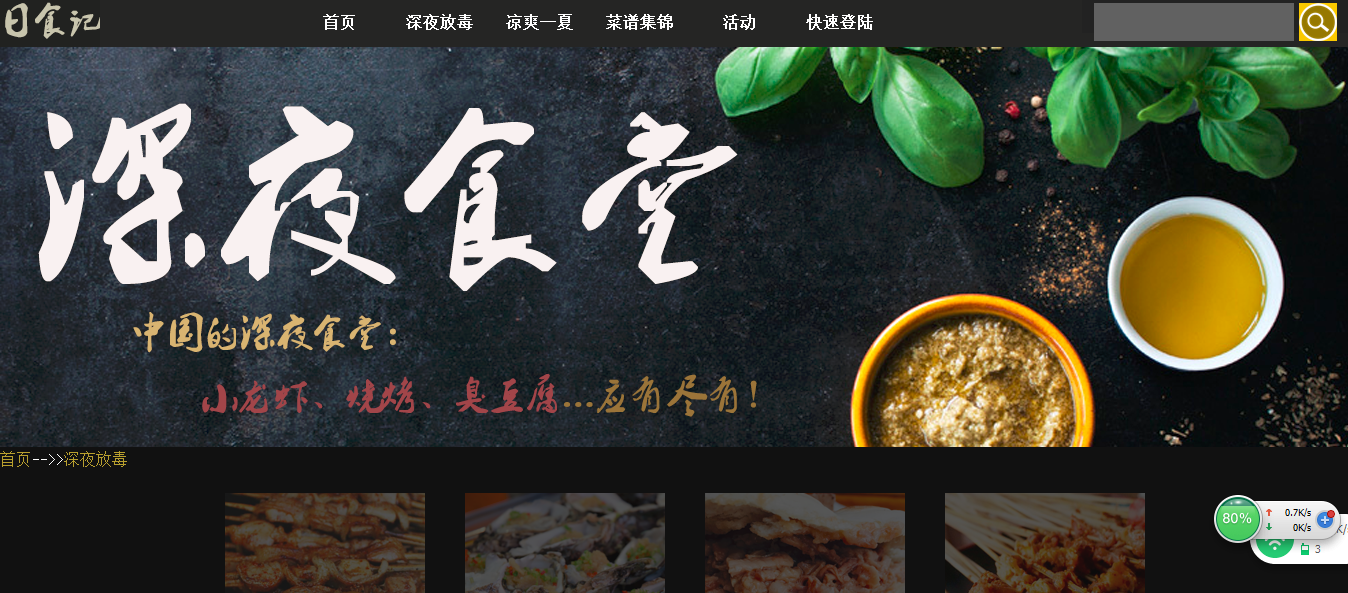 日食记 首页 深夜放毒 凉爽一夏 菜谱集锦 活动 快速登陆
深夜食堂
中国的深夜食堂：
小龙虾、烧烤、臭豆腐...应有尽有！
首页-->>深夜放毒
80% 0.7K/s
0K/s
3